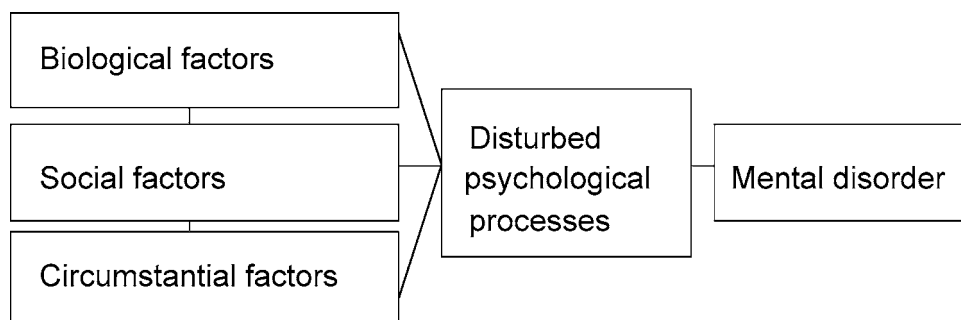 Biological factors
Social factors
Circumstantial factors
Disturbed
psychological
processes
Mental disorder